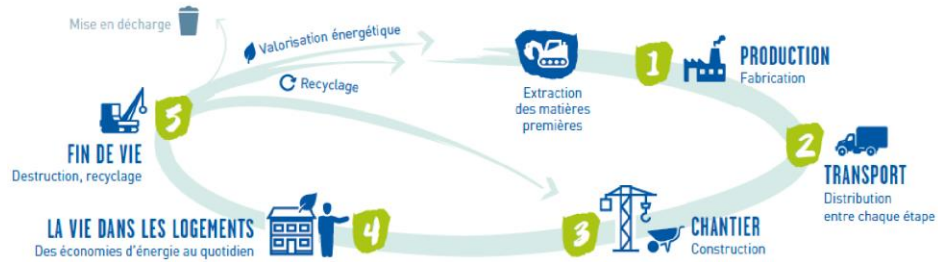 Mise en décharge
Valorisation énergétique
Recyclage
Extraction
des matières
premières
1
PRODUCTION
Fabrication
2
TRANSPORT
Distribution
entre chaque étape
3
CHANTIER
Construction
4
LA VIE DANS LES LOGEMENTS
Des économies d'énergie au quotidien
5
FIN DE VIE
Destruction, recyclage